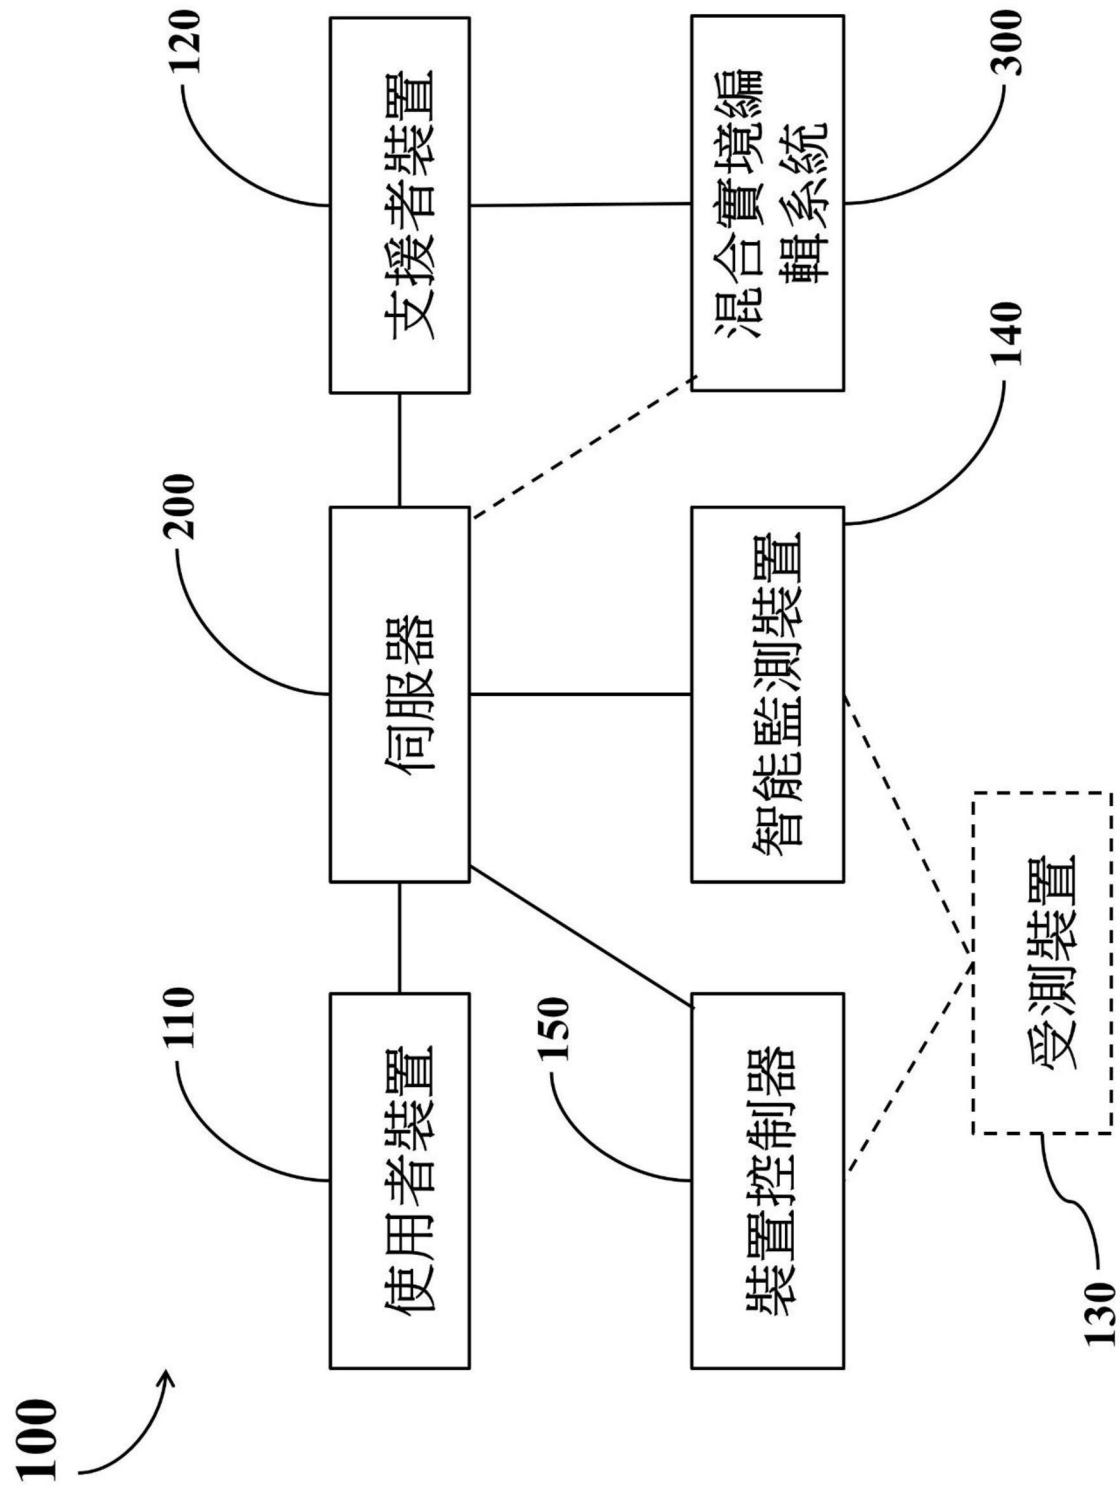 100
110
200
120
使用者裝置
伺服器
支援者裝置
150
裝置控制器
智能監測裝置
混合實境編
輯系統
140
300
130
受測裝置